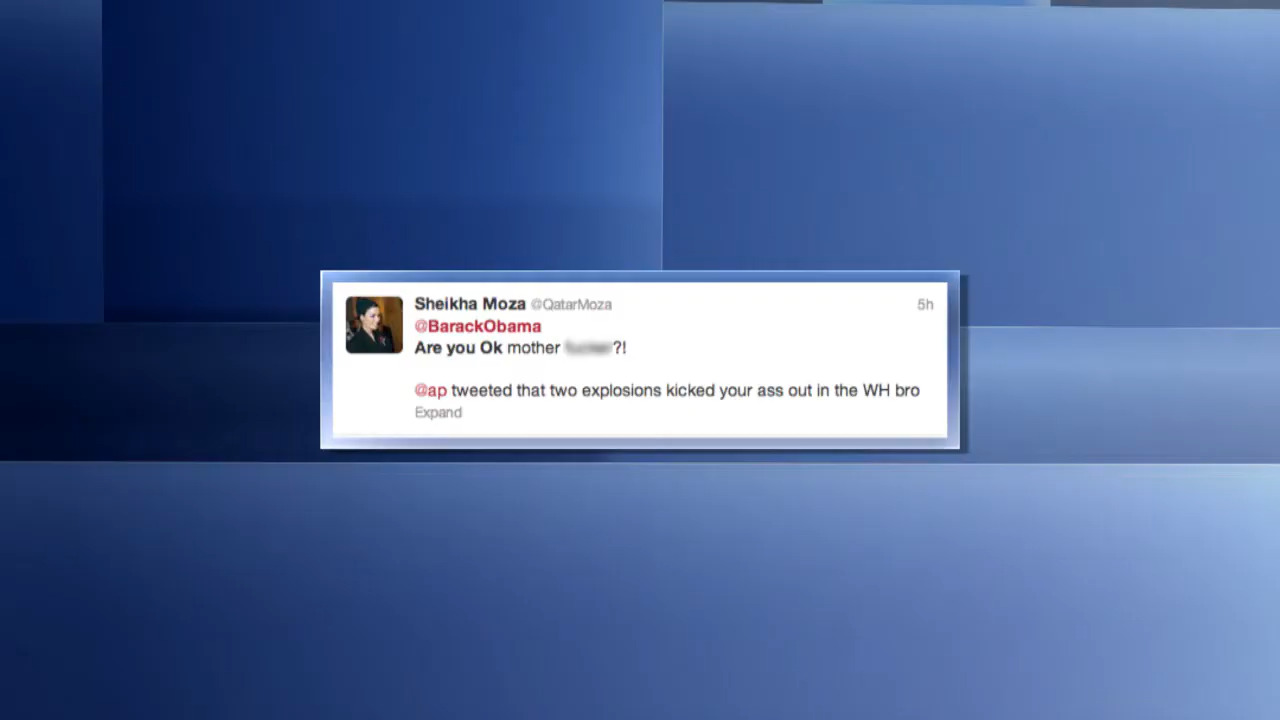 Sheikha Moza @QatarMoza 5h
@BarackObama
Are you Ok mother ?!
@ap tweeted that two explosions kicked your ass out in the WH bro
Expand